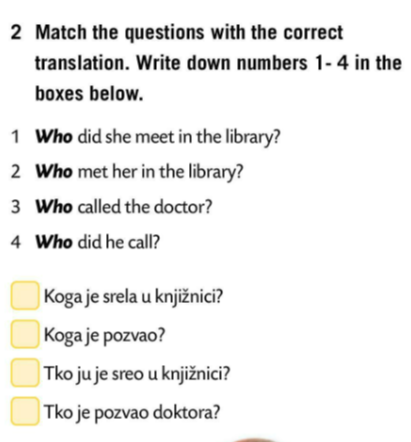 2 Match the questions with the correct
translation. Write down numbers 1- 4 in the
boxes below.
1 Who did she meet in the library?
2 Who met her in the library?
3 Who called the doctor?
4 Who did he call?
Koga je srela u knjižnici?
Koga je pozvao?
Tko ju je sreo u knjižnici?
Tko je pozvao doktora?